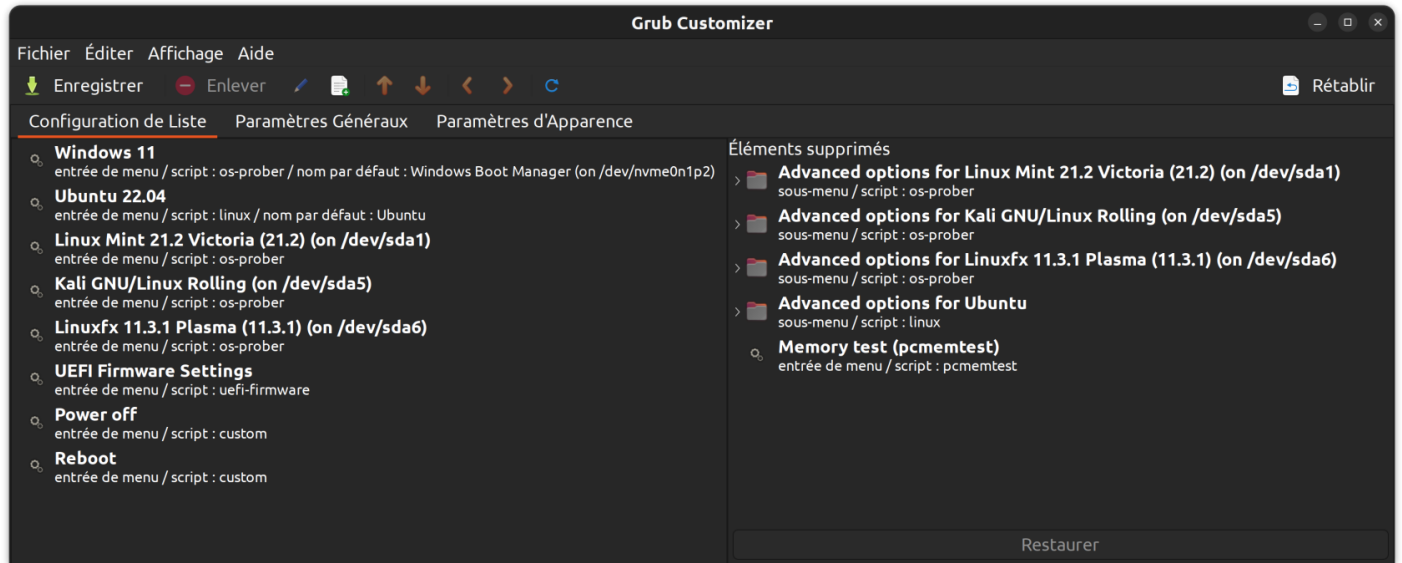 Grub Customizer
Fichier Éditer Affichage Aide
Enregistrer Enlever Rétablir
Configuration de Liste Paramètres Généraux Paramètres d'Apparence
Windows 11
entrée de menu / script : os-prober / nom par défaut : Windows Boot Manager (on /dev/nvme0n1p2)
Ubuntu 22.04
entrée de menu / script : linux / nom par défaut : Ubuntu
Linux Mint 21.2 Victoria (21.2) (on /dev/sda1)
entrée de menu / script : os-prober
Kali GNU/Linux Rolling (on /dev/sda5)
entrée de menu / script : os-prober
Linuxfx 11.3.1 Plasma (11.3.1) (on /dev/sda6)
entrée de menu / script : os-prober
UEFI Firmware Settings
entrée de menu / script : uefi-firmware
Power off
entrée de menu / script : custom
Reboot
entrée de menu / script : custom
Éléments supprimés
Advanced options for Linux Mint 21.2 Victoria (21.2) (on /dev/sda1)
sous-menu / script : os-prober
Advanced options for Kali GNU/Linux Rolling (on /dev/sda5)
sous-menu / script : os-prober
Advanced options for Linuxfx 11.3.1 Plasma (11.3.1) (on /dev/sda6)
sous-menu / script : os-prober
Advanced options for Ubuntu
sous-menu / script : linux
Memory test (pcmemtest)
entrée de menu / script : pcmemtest
Restaurer